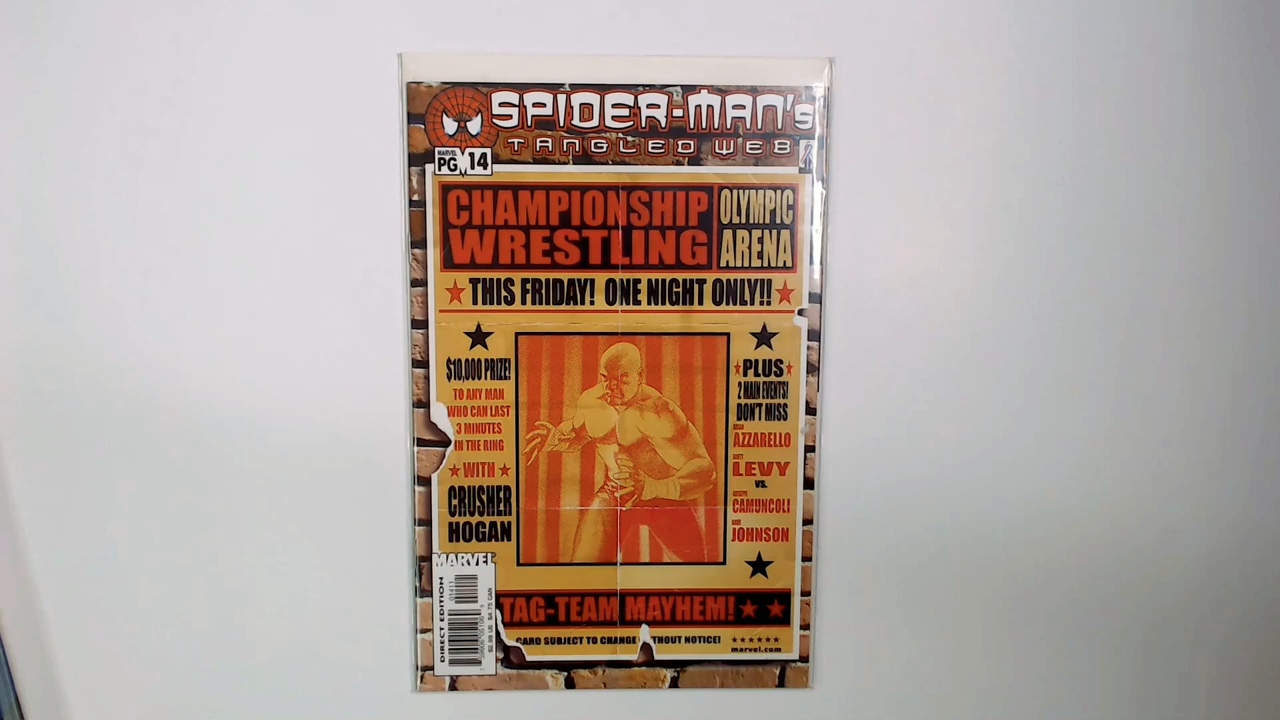 SPIDER-MAN'S
TANGLED WEB
MARVEL
PG
14
CHAMPIONSHIP
WRESTLING
OLYMPIC
ARENA
THIS FRIDAY! ONE NIGHT ONLY!!
$10,000 PRIZE!
TO ANY MAN
WHO CAN LAST
3 MINUTES
IN THE RING
WITH
CRUSHER
HOGAN
PLUS
2 MAIN EVENTS!
DON'T MISS
AZZARELLO
LEVY
VS.
CAMUNCOLI
JOHNSON
MARVEL
DIRECT EDITION
01411
TAG-TEAM MAYHEM!
CARD SUBJECT TO CHANGE THOUT NOTICE!
marvel.com